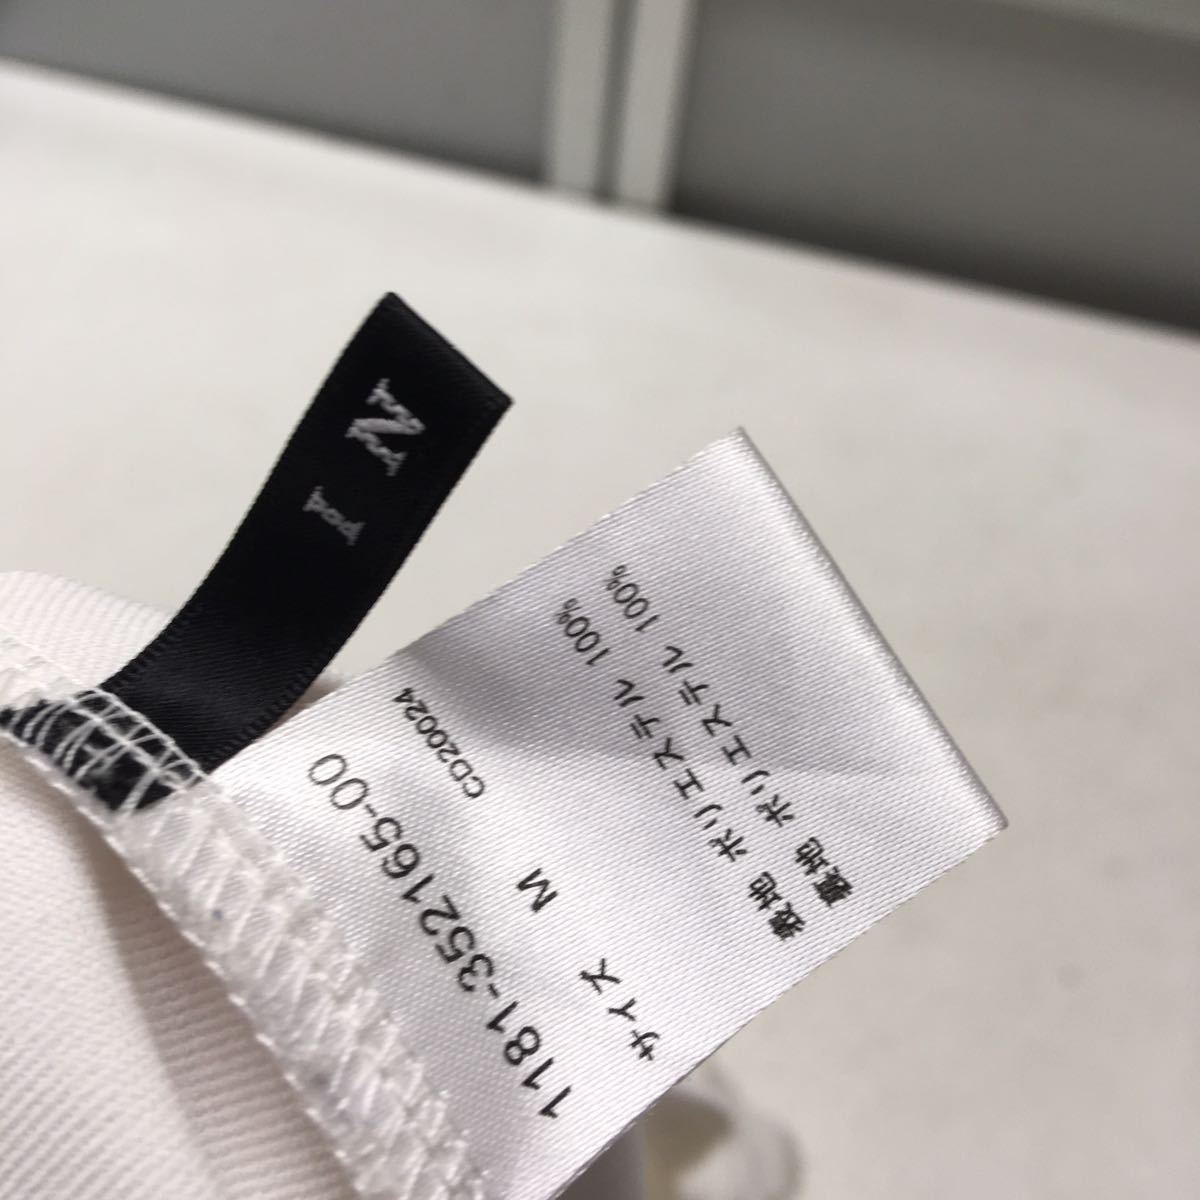 I N
1181-352165-00
CD20024
サイズ M
表地 ポリエステル 100%
裏地 ポリエステル 100%